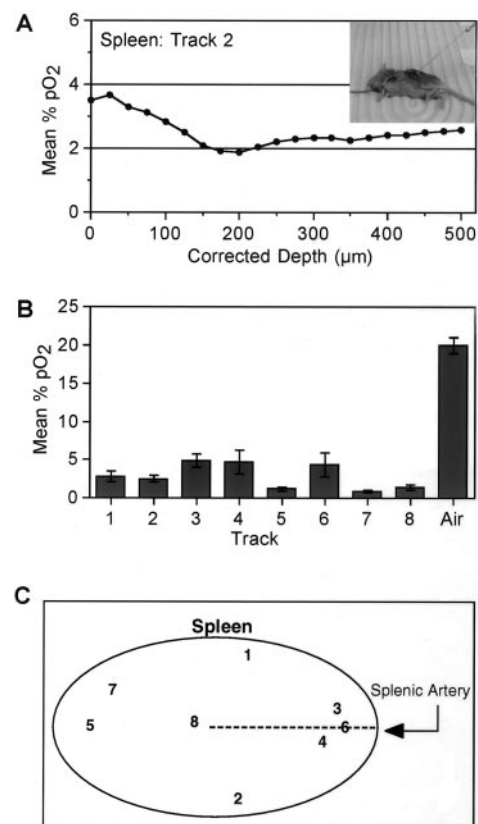 A
Spleen: Track 2
Mean % pO2
6
4
2
0
0 100 200 300 400 500
Corrected Depth (µm)
B
Mean % pO2
25
20
15
10
5
0
1 2 3 4 5 6 7 8 Air
Track
C
Spleen
1
7
3
5 8 6
4
2
Splenic Artery